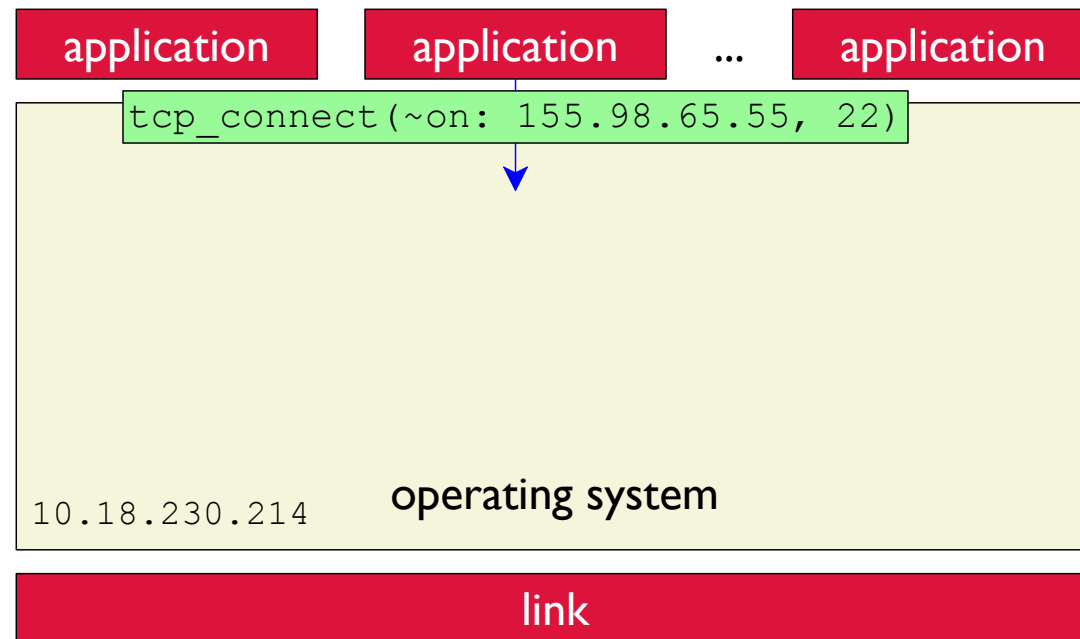 application application ... application
tcp_connect(~on: 155.98.65.55, 22)
operating system
10.18.230.214
link